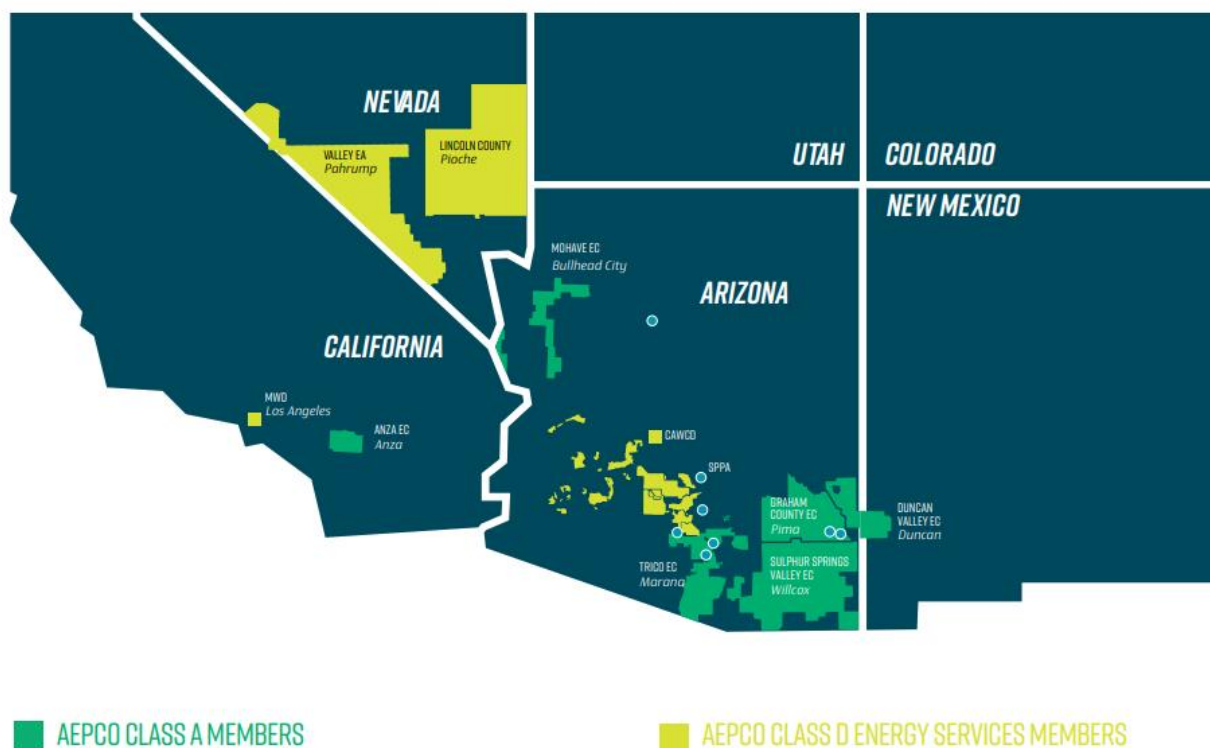 NEVADA
VALLEY EA
Pahrump
LINCOLN COUNTY
Pioche
UTAH
COLORADO
NEW MEXICO
MOHAVE EC
Bullhead City
ARIZONA
CALIFORNIA
MWD
Los Angeles
ANZA EC
Anza
CAWCD
SPPA
GRAHAM
COUNTY EC
Pima
DUNCAN
VALLEY EC
Duncan
TRICO EC
Marana
SULPHUR SPRINGS
VALLEY EC
Willcox
AEPCO CLASS A MEMBERS
AEPCO CLASS D ENERGY SERVICES MEMBERS